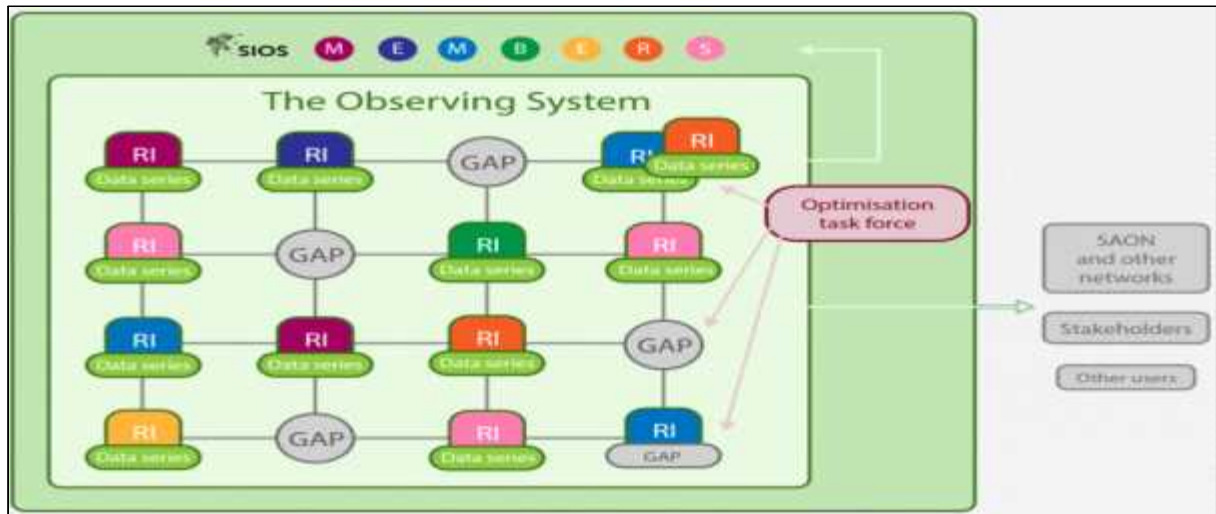 SIOS M E M B E R S
The Observing System
RI
Data series
RI
Data series
GAP
RI
Data series
RI
Data series
Optimisation
task force
RI
Data series
GAP
RI
Data series
RI
Data series
SAON
and other
networks
Stakeholders
Other users
RI
Data series
RI
Data series
RI
Data series
GAP
RI
Data series
GAP
RI
Data series
RI
GAP